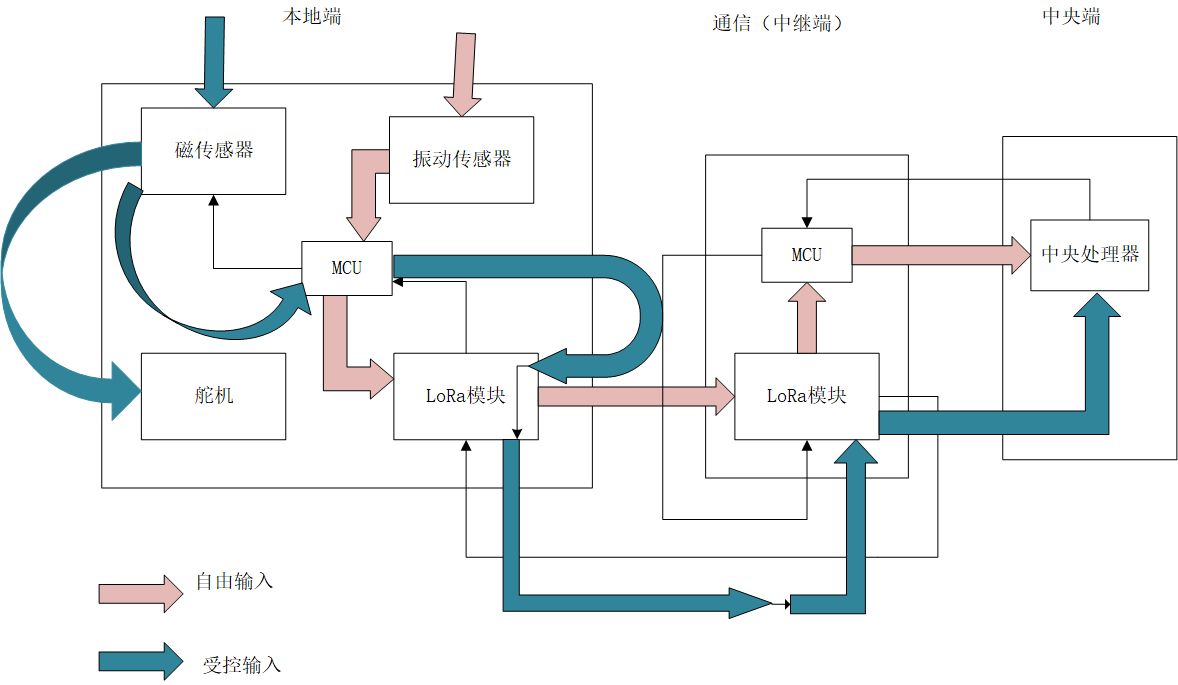 本地端
通信（中继端）
中央端
磁传感器
振动传感器
MCU
MCU
中央处理器
舵机
LoRa模块
LoRa模块
自由输入
受控输入